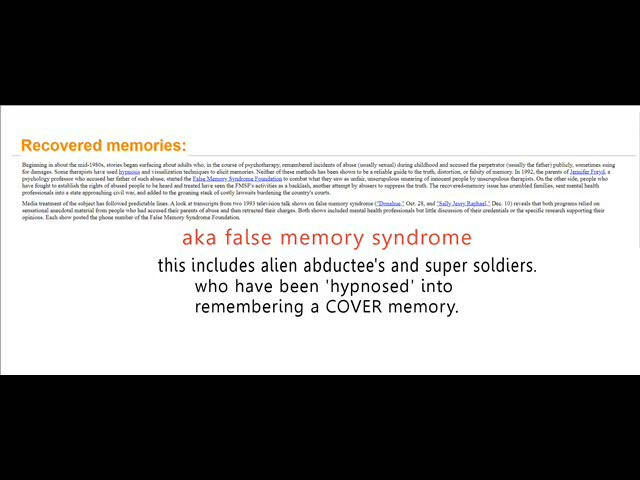 Recovered memories:
Beginning in about the mid-1980s, stories began surfacing about adults who, in the course of psychotherapy, remembered incidents of abuse (usually sexual) during childhood and accused the perpetrator (usually the father) publicly, sometimes suing
for damages. Some therapists have used hypnosis and visualization techniques to elicit memories. Neither of these methods has been shown to be a reliable guide to the truth, distortion, or falsity of memory. In 1992, the parents of Jennifer Freyd, a
psychology professor who accused her father of such abuse, started the False Memory Syndrome Foundation to combat what they saw as unfair, unscrupulous smearing of innocent people by unscrupulous therapists. On the other side, people who
have fought to establish the rights of abused people to be heard and treated have seen the FMSF's activities as a backlash, another attempt by abusers to suppress the truth. The recovered-memory issue has crumbled families, sent mental health
professionals into a state approaching civil war, and added to the groaning stack of costly lawsuits burdening the country's courts.
Media treatment of the subject has followed predictable lines. A look at transcripts from two 1993 television talk shows on false memory syndrome ("Donahue," Oct. 28, and "Sally Jessy Raphael," Dec. 10) reveals that both programs relied on
sensational anecdotal material from people who had accused their parents of abuse and then retracted their charges. Both shows included mental health professionals but little discussion of their credentials or the specific research supporting their
opinions. Each show posted the phone number of the False Memory Syndrome Foundation.
aka false memory syndrome
this includes alien abductee's and super soldiers.
who have been 'hypnosed' into
remembering a COVER memory.